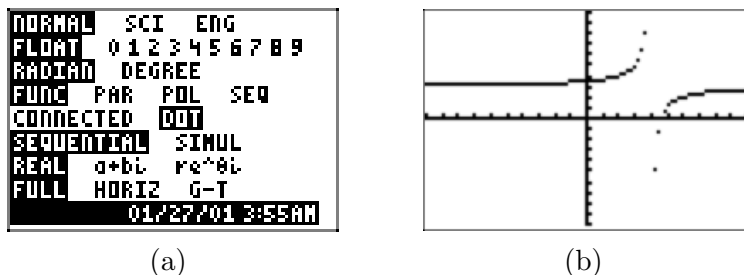 NORMAL SCI ENG
FLOAT 0 1 2 3 4 5 6 7 8 9
RADIAN DEGREE
FUNC PAR POL SEQ
CONNECTED DOT
SEQUENTIAL SIMUL
REAL a+bi re^θi
FULL HORIZ G-T
01/27/01 3:55AM
(a)
(b)